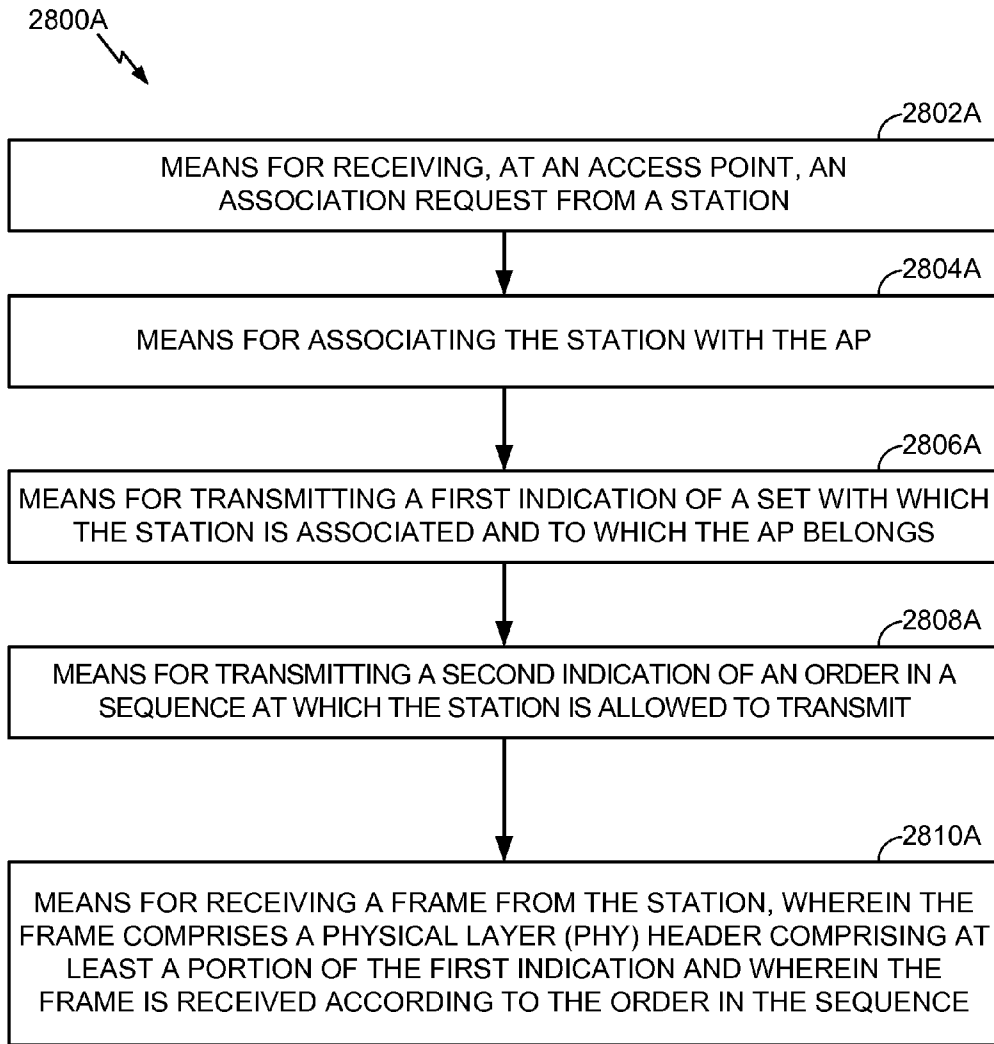 2800A
2802A
MEANS FOR RECEIVING, AT AN ACCESS POINT, AN
ASSOCIATION REQUEST FROM A STATION
2804A
MEANS FOR ASSOCIATING THE STATION WITH THE AP
2806A
MEANS FOR TRANSMITTING A FIRST INDICATION OF A SET WITH WHICH
THE STATION IS ASSOCIATED AND TO WHICH THE AP BELONGS
2808A
MEANS FOR TRANSMITTING A SECOND INDICATION OF AN ORDER IN A
SEQUENCE AT WHICH THE STATION IS ALLOWED TO TRANSMIT
2810A
MEANS FOR RECEIVING A FRAME FROM THE STATION, WHEREIN THE
FRAME COMPRISES A PHYSICAL LAYER (PHY) HEADER COMPRISING AT
LEAST A PORTION OF THE FIRST INDICATION AND WHEREIN THE
FRAME IS RECEIVED ACCORDING TO THE ORDER IN THE SEQUENCE